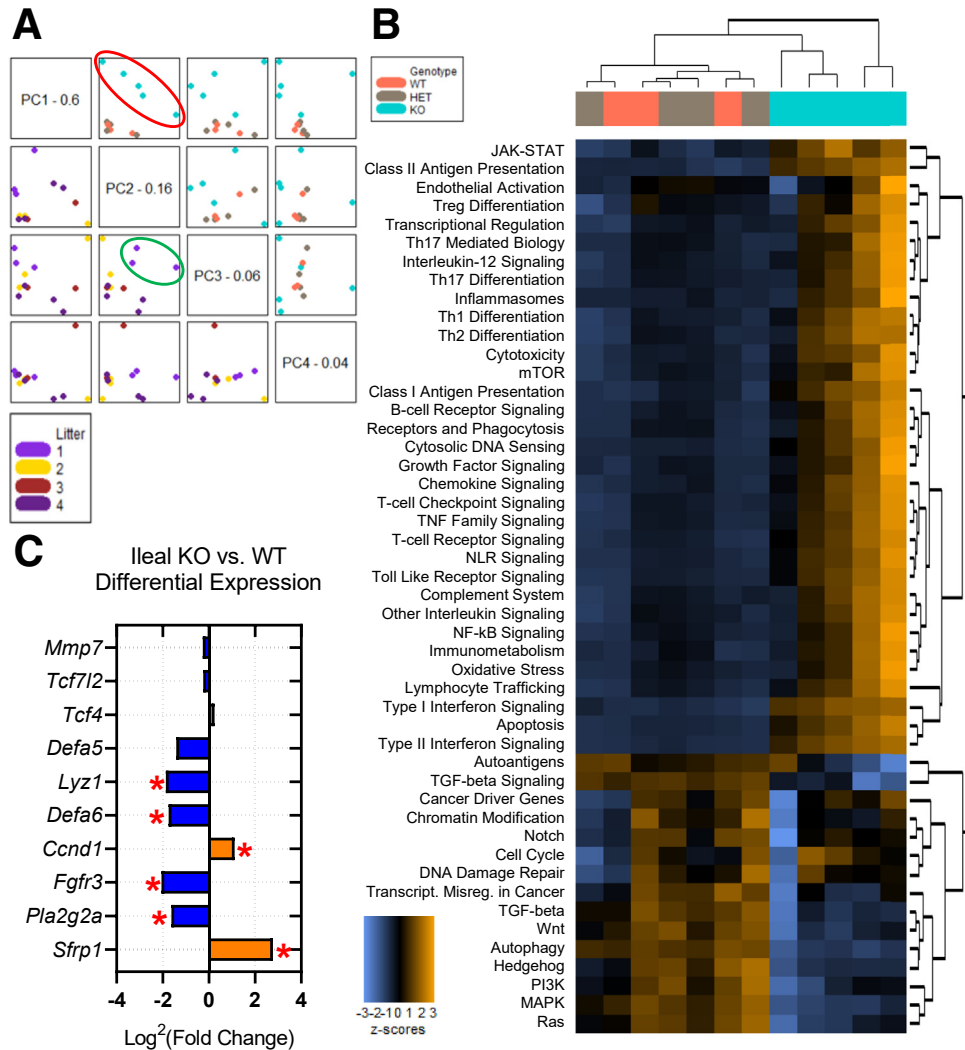 A
PC1 - 0.6
PC2 - 0.16
PC3 - 0.06
PC4 - 0.04
Litter
1
2
3
4
B
Genotype
WT
HET
KO
JAK-STAT
Class II Antigen Presentation
Endothelial Activation
Treg Differentiation
Transcriptional Regulation
Th17 Mediated Biology
Interleukin-12 Signaling
Th17 Differentiation
Inflammasomes
Th1 Differentiation
Th2 Differentiation
Cytotoxicity
mTOR
Class I Antigen Presentation
B-cell Receptor Signaling
Receptors and Phagocytosis
Cytosolic DNA Sensing
Growth Factor Signaling
Chemokine Signaling
T-cell Checkpoint Signaling
TNF Family Signaling
T-cell Receptor Signaling
NLR Signaling
Toll Like Receptor Signaling
Complement System
Other Interleukin Signaling
NF-kB Signaling
Immunometabolism
Oxidative Stress
Lymphocyte Trafficking
Type I Interferon Signaling
Apoptosis
Type II Interferon Signaling
Autoantigens
TGF-beta Signaling
Cancer Driver Genes
Chromatin Modification
Notch
Cell Cycle
DNA Damage Repair
Transcript. Misreg. in Cancer
TGF-beta
Wnt
Autophagy
Hedgehog
PI3K
MAPK
Ras
-3-2-1 0 1 2 3
z-scores
C
Ileal KO vs. WT
Differential Expression
Mmp7
Tcf7l2
Tcf4
Defa5
Lyz1 *
Defa6 *
Ccnd1 *
Fgfr3 *
Pla2g2a *
Sfrp1 *
-4 -2 0 2 4
Log2(Fold Change)